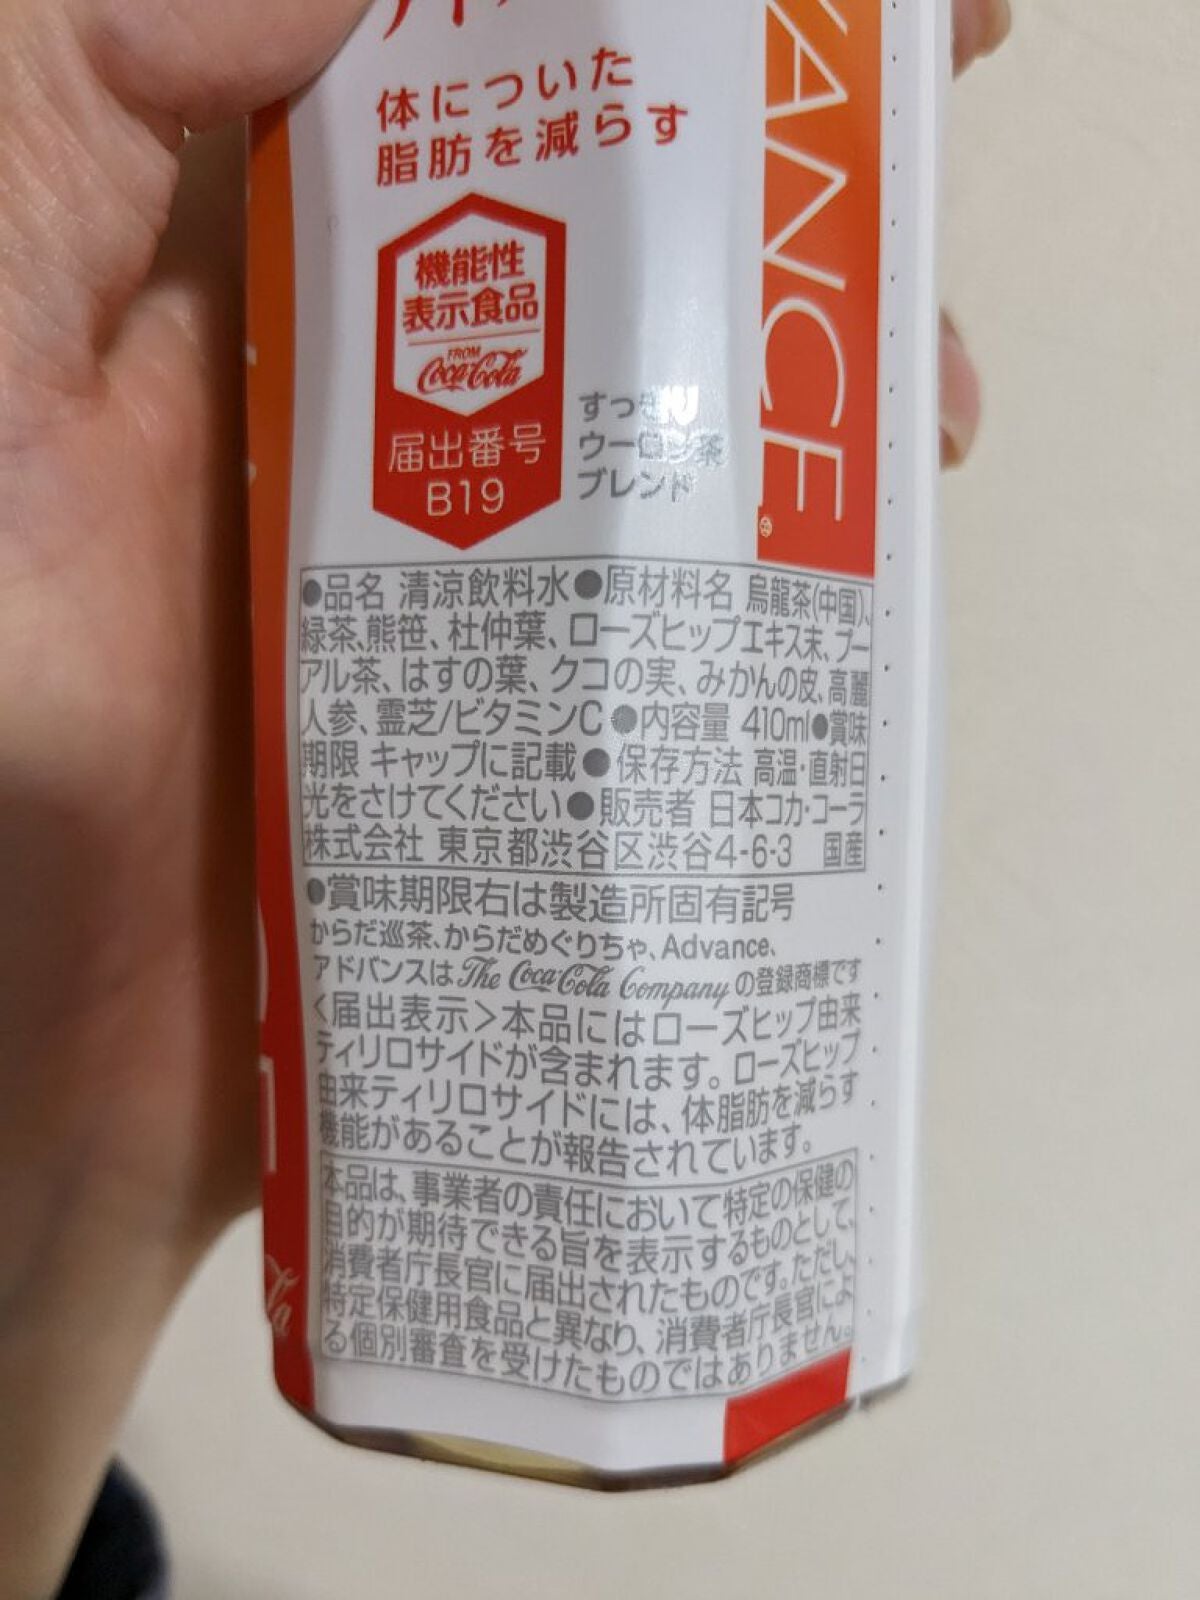 体についた
脂肪を減らす
VANCE
機能性
表示食品
FROM
Coca-Cola
届出番号
B19
すっきり
ウーロン茶
ブレンド
●品名 清涼飲料水●原材料名 烏龍茶(中国)、
緑茶、熊笹、杜仲葉、ローズヒップエキス末、プー
アル茶、はすの葉、クコの実、みかんの皮、高麗
人参、霊芝/ビタミンC●内容量 410ml●賞味
期限 キャップに記載●保存方法 高温・直射日
光をさけてください●販売者 日本コカ・コーラ
株式会社 東京都渋谷区渋谷4-6-3 国産
●賞味期限右は製造所固有記号
からだ巡茶、からだめぐりちゃ、Advance、
アドバンスはThe Coca-Cola Companyの登録商標です
<届出表示>本品にはローズヒップ由来
ティリロサイドが含まれます。ローズヒップ
由来ティリロサイドには、体脂肪を減らす
機能があることが報告されています。
本品は、事業者の責任において特定の保健の
目的が期待できる旨を表示するものとして、
消費者庁長官に届出されたものです。ただし、
特定保健用食品と異なり、消費者庁長官によ
る個別審査を受けたものではありません。